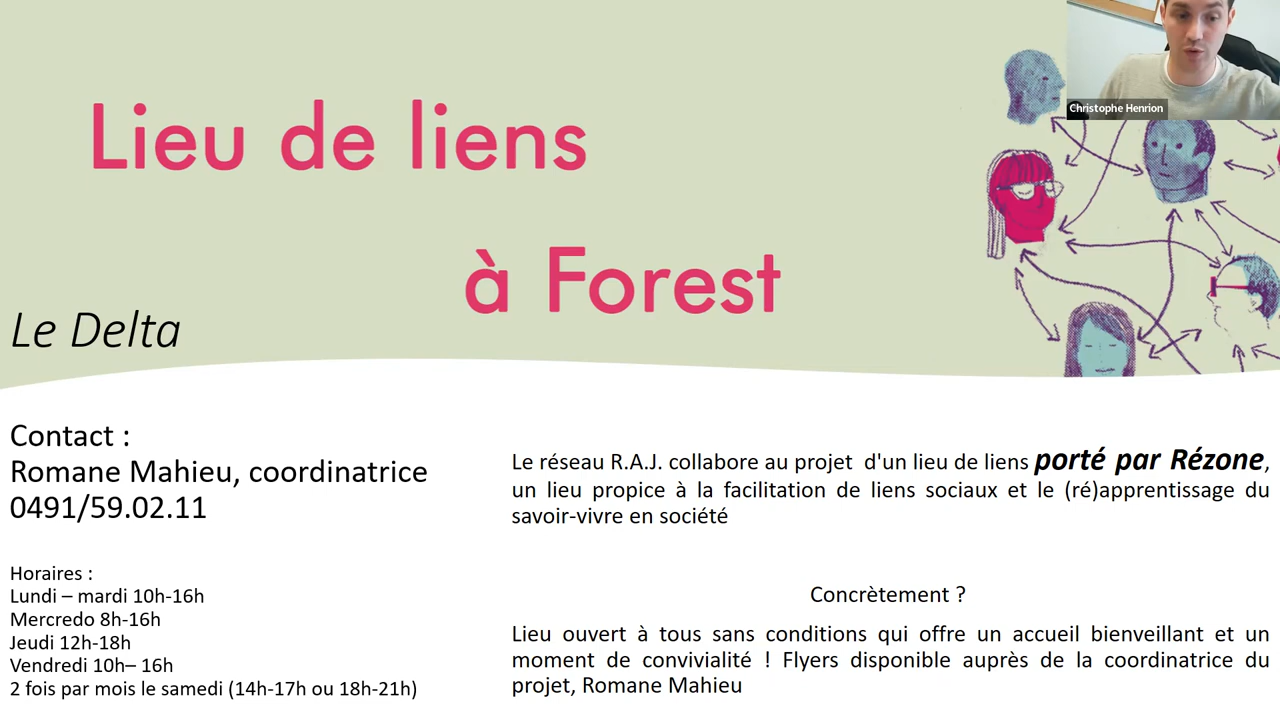 Christophe Henrion
Lieu de liens
à Forest
Le Delta
Contact :
Romane Mahieu, coordinatrice
0491/59.02.11
Horaires :
Lundi – mardi 10h-16h
Mercredo 8h-16h
Jeudi 12h-18h
Vendredi 10h– 16h
2 fois par mois le samedi (14h-17h ou 18h-21h)
Le réseau R.A.J. collabore au projet d'un lieu de liens porté par Rézone,
un lieu propice à la facilitation de liens sociaux et le (ré)apprentissage du
savoir-vivre en société
Concrètement ?
Lieu ouvert à tous sans conditions qui offre un accueil bienveillant et un
moment de convivialité ! Flyers disponible auprès de la coordinatrice du
projet, Romane Mahieu